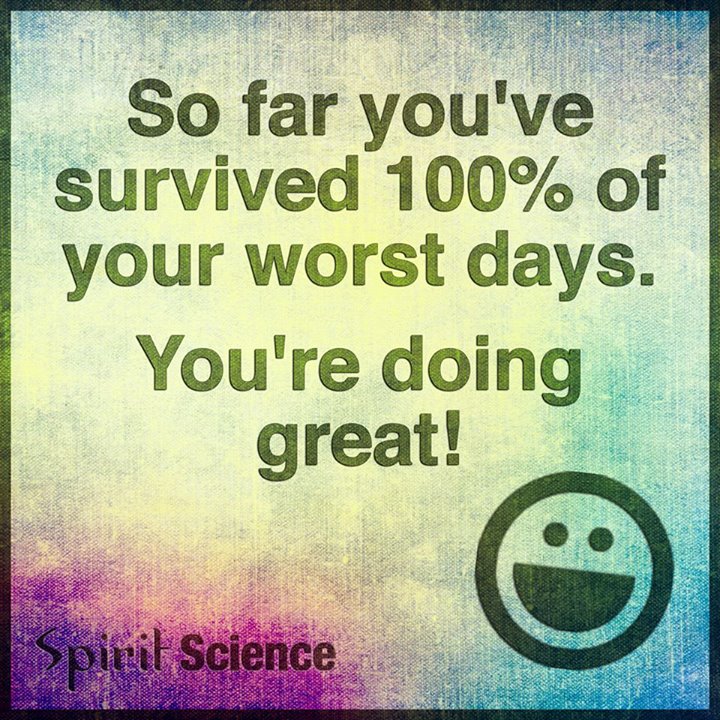 So far you've
survived 100% of
your worst days.
You're doing
great!
Spirit Science